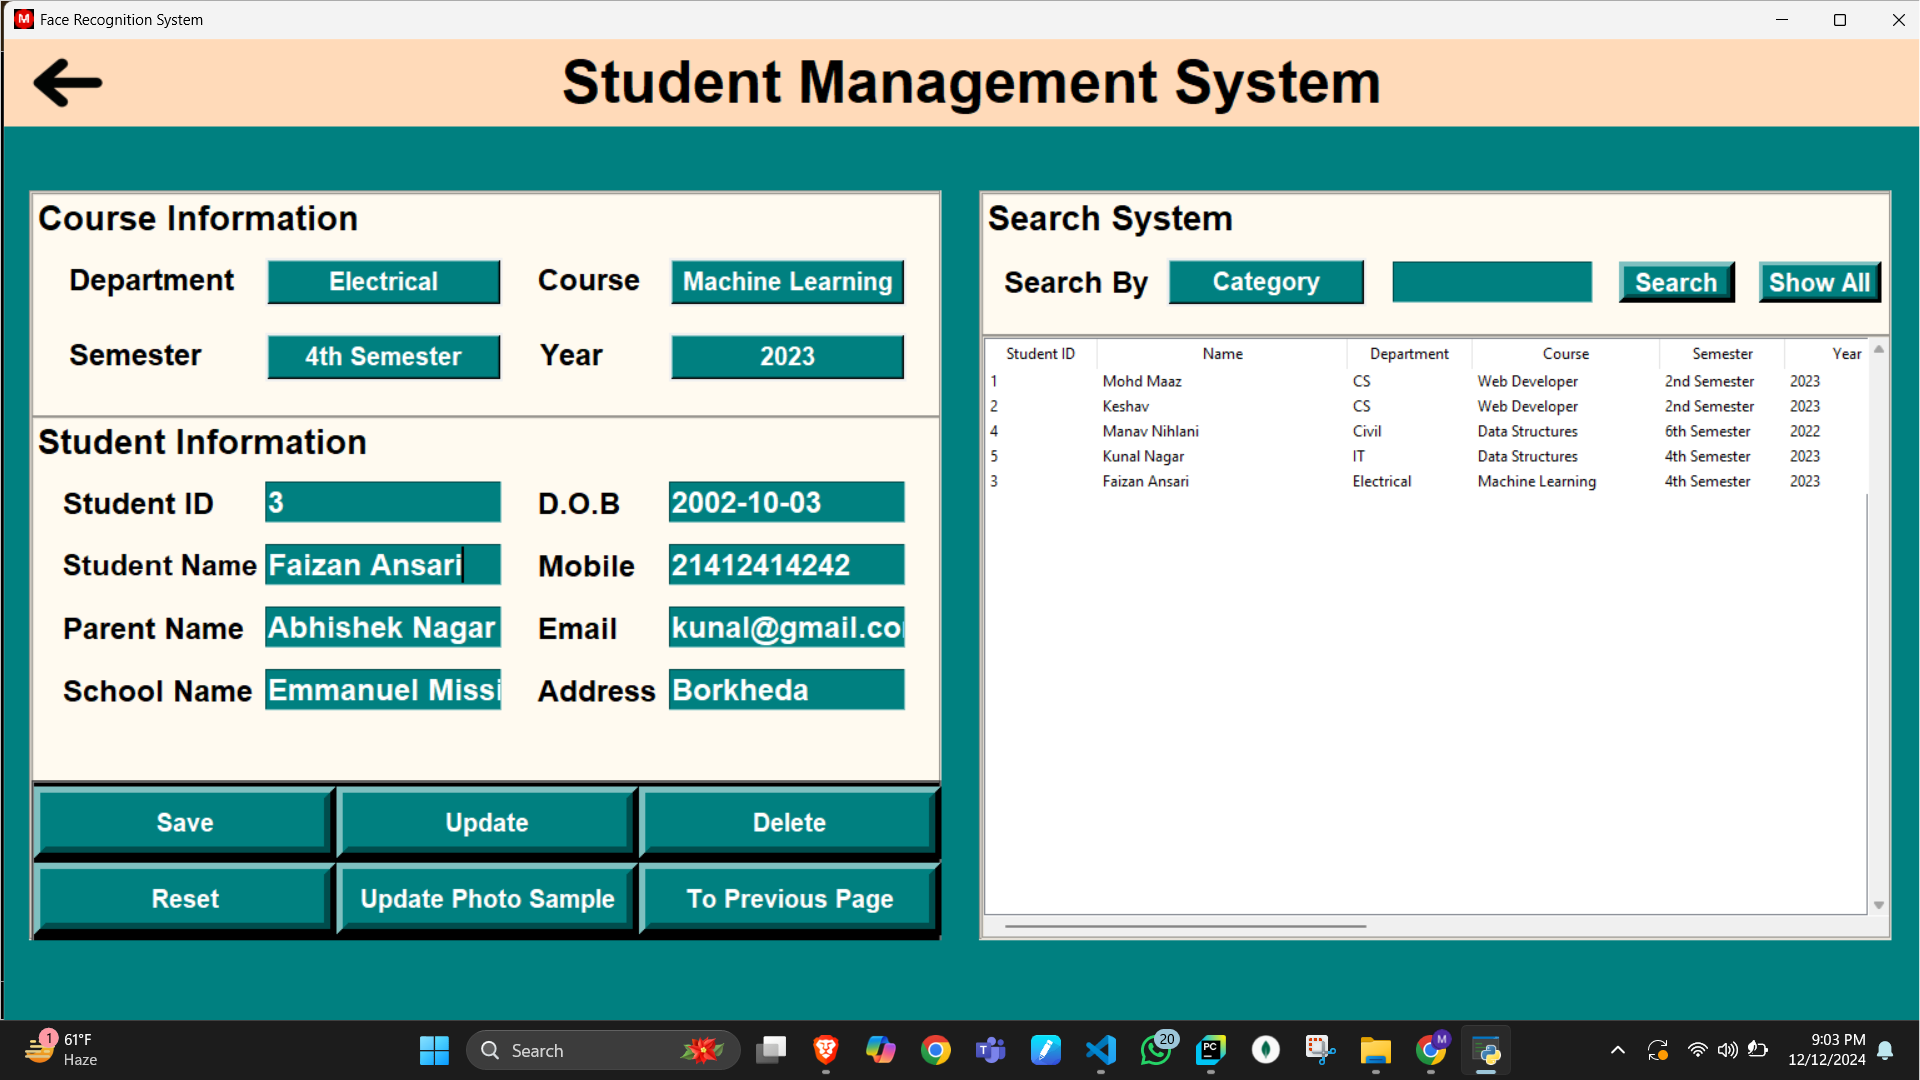 Face Recognition System
Student Management System
Course Information
Department Electrical Course Machine Learning
Semester 4th Semester Year 2023
Student Information
Student ID 3 D.O.B 2002-10-03
Student Name Faizan Ansari Mobile 21412414242
Parent Name Abhishek Nagar Email kunal@gmail.co
School Name Emmanuel Missi Address Borkheda
Save Update Delete
Reset Update Photo Sample To Previous Page
Search System
Search By Category Search Show All
Student ID Name Department Course Semester Year
1 Mohd Maaz CS Web Developer 2nd Semester 2023
2 Keshav CS Web Developer 2nd Semester 2023
4 Manav Nihlani Civil Data Structures 6th Semester 2022
5 Kunal Nagar IT Data Structures 4th Semester 2023
3 Faizan Ansari Electrical Machine Learning 4th Semester 2023
1 61°F
Haze
Search
20
PC
M
9:03 PM
12/12/2024